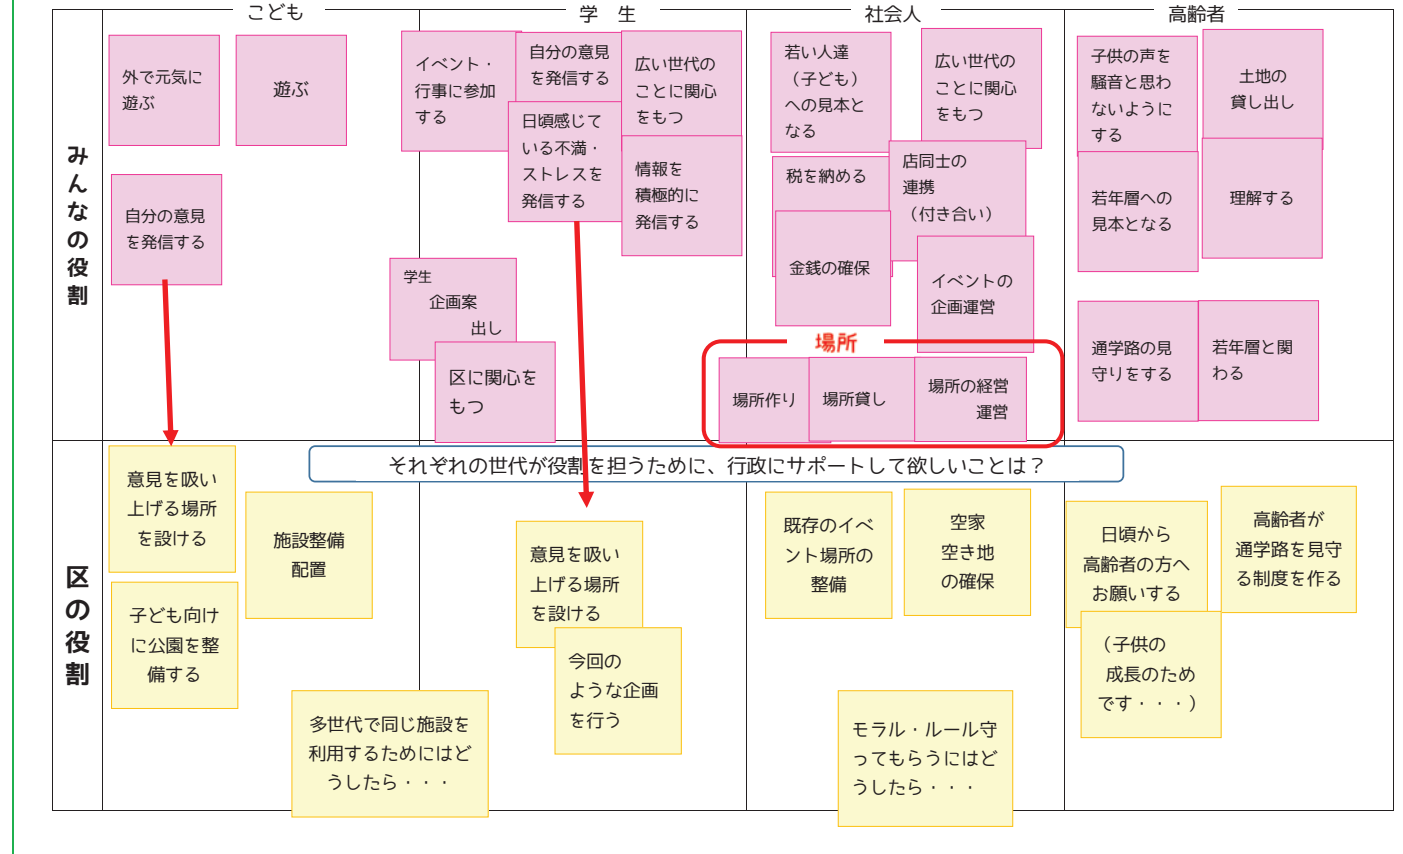 こども
学　生
社会人
高齢者
みんなの役割
外で元気に
遊ぶ
遊ぶ
自分の意見
を発信する
イベント・
行事に参加
する
自分の意見
を発信する
広い世代の
ことに関心
をもつ
日頃感じて
いる不満・
ストレスを
発信する
情報を
積極的に
発信する
学生
企画案
出し
区に関心を
もつ
若い人達
（子ども）
への見本と
なる
広い世代の
ことに関心
をもつ
税を納める
店同士の
連携
（付き合い）
金銭の確保
イベントの
企画運営
場所
場所作り
場所貸し
場所の経営
運営
子供の声を
騒音と思わ
ないように
する
土地の
貸し出し
若年層への
見本となる
理解する
通学路の見
守りをする
若年層と関
わる
それぞれの世代が役割を担うために、行政にサポートして欲しいことは？
区の役割
意見を吸い
上げる場所
を設ける
施設整備
配置
子ども向け
に公園を整
備する
多世代で同じ施設を
利用するためにはど
うしたら・・・
意見を吸い
上げる場所
を設ける
今回の
ような企画
を行う
既存のイベ
ント場所の
整備
空家
空き地
の確保
モラル・ルール守
ってもらうにはど
うしたら・・・
日頃から
高齢者の方へ
お願いする
（子供の
成長のため
です・・・）
高齢者が
通学路を見守
る制度を作る